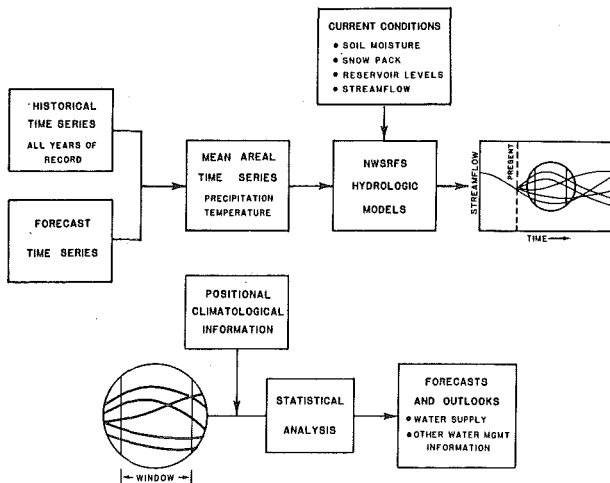 CURRENT CONDITIONS
• SOIL MOISTURE
• SNOW PACK
• RESERVOIR LEVELS
• STREAMFLOW
HISTORICAL
TIME SERIES
ALL YEARS OF
RECORD
FORECAST
TIME SERIES
MEAN AREAL
TIME SERIES
PRECIPITATION
TEMPERATURE
NWSRFS
HYDROLOGIC
MODELS
STREAMFLOW
PRESENT
TIME
POSITIONAL
CLIMATOLOGICAL
INFORMATION
WINDOW
STATISTICAL
ANALYSIS
FORECASTS
AND OUTLOOKS
• WATER SUPPLY
• OTHER WATER MGMT
INFORMATION